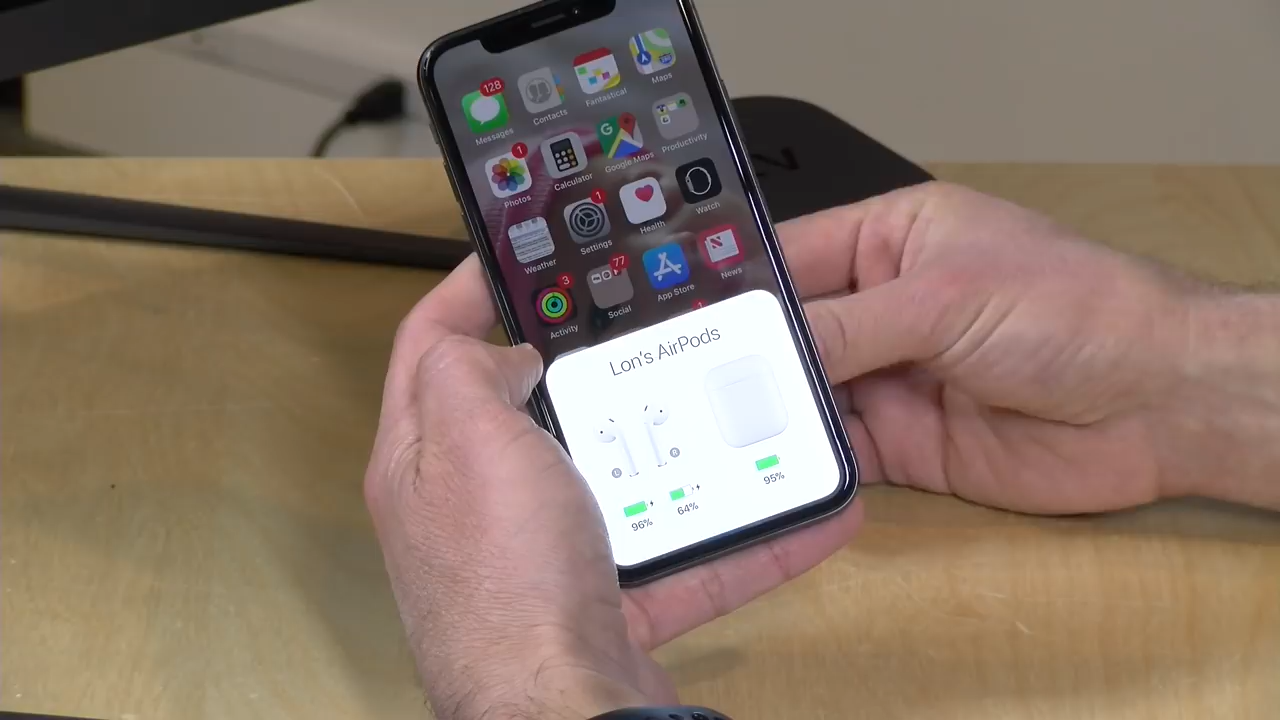 128
Messages
Contacts
Fantastical
Maps
1
Photos
Calculator
Google Maps
Productivity
Weather
1
Settings
Health
Watch
3
Activity
77
Social
App Store
News
1
Lon's AirPods
L
R
96%
64%
95%